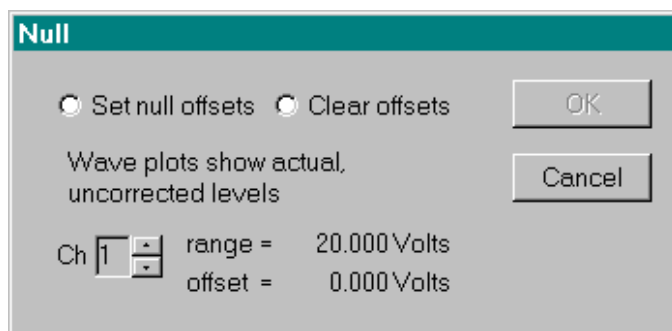 Null
Set null offsets Clear offsets OK
Wave plots show actual,
uncorrected levels
Cancel
Ch 1 range = 20.000 Volts
offset = 0.000 Volts